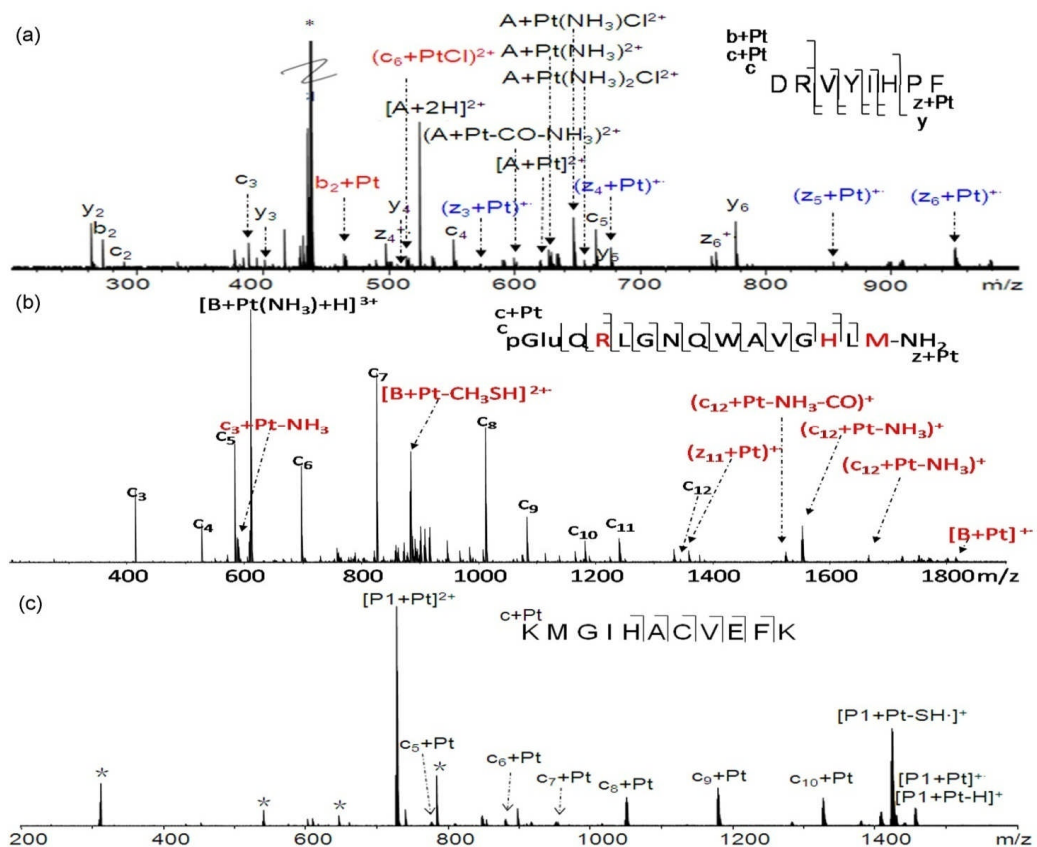 (a)
*
A+Pt(NH₃)Cl²⁺
(c₆+PtCl)²⁺
A+Pt(NH₃)²⁺
A+Pt(NH₃)₂Cl²⁺
[A+2H]²⁺
(A+Pt-CO-NH₃)²⁺
[A+Pt]²⁺
b+Pt
c+Pt
c
D R V Y I H P F
z+Pt
y
y₂
b₂
c₂
c₃
y₃
b₂+Pt
z₄⁺
y₄
c₄
(z₃+Pt)⁺·
(z₄+Pt)⁺·
c₅
y₅
z₆⁺
y₆
(z₅+Pt)⁺·
(z₆+Pt)⁺·
300 400 500 600 700 800 900 m/z
(b)
[B+Pt(NH₃)+H]³⁺
c+Pt
c
pGluQRLGNQWAVGHLM-NH₂
z+Pt
c₃
c₄
c₅
c₃+Pt-NH₃
c₆
c₇
[B+Pt-CH₃SH]²⁺·
c₈
c₉
c₁₀
c₁₁
c₁₂
(z₁₁+Pt)⁺
(c₁₂+Pt-NH₃-CO)⁺
(c₁₂+Pt-NH₃)⁺
(c₁₂+Pt-NH₃)⁺
[B+Pt]⁺·
400 600 800 1000 1200 1400 1600 1800 m/z
(c)
[P1+Pt]²⁺
c+Pt
K M G I H A C V E F K
*
*
*
c₅+Pt
*
c₆+Pt
c₇+Pt
c₈+Pt
c₉+Pt
c₁₀+Pt
[P1+Pt-SH·]⁺
[P1+Pt]⁺·
[P1+Pt-H]⁺
200 400 600 800 1000 1200 1400 m/z